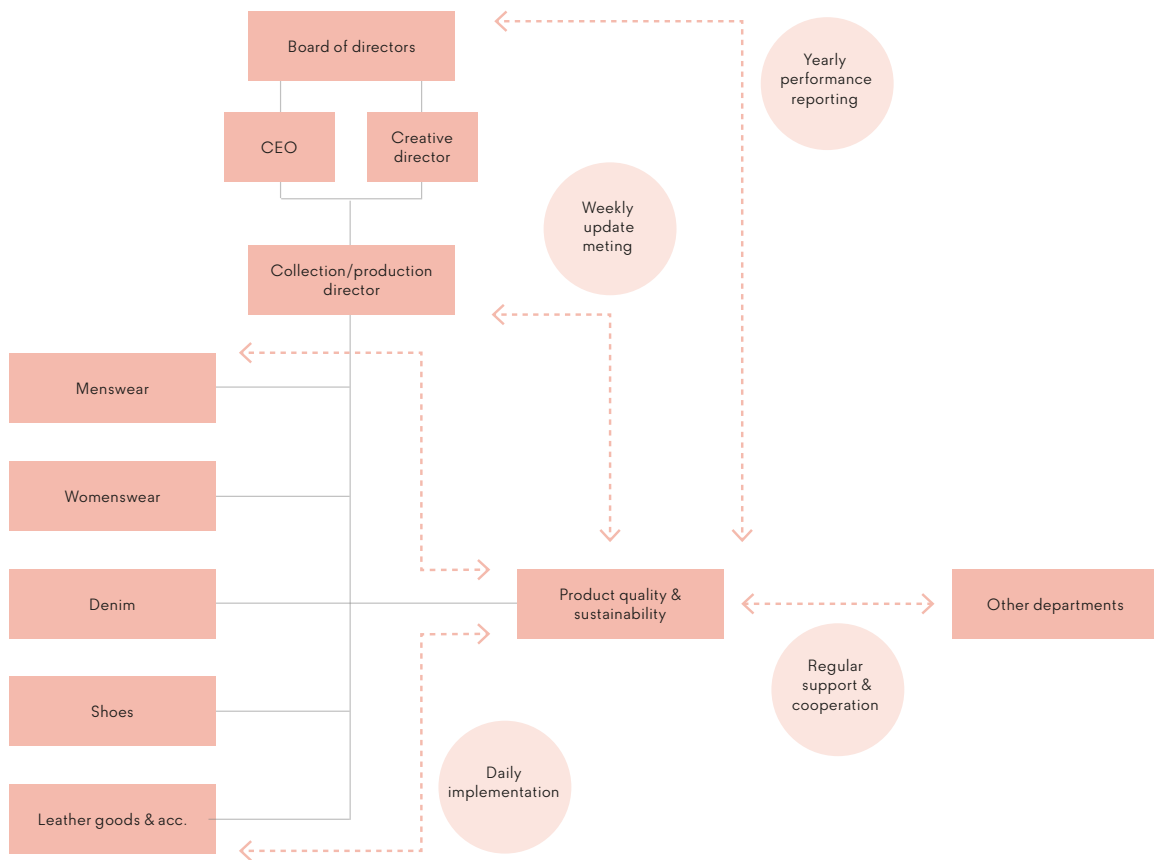 Board of directors
Yearly
performance
reporting
CEO
Creative
director
Weekly
update
meting
Collection/production
director
Menswear
Womenswear
Denim
Product quality &
sustainability
Other departments
Regular
support &
cooperation
Shoes
Daily
implementation
Leather goods & acc.